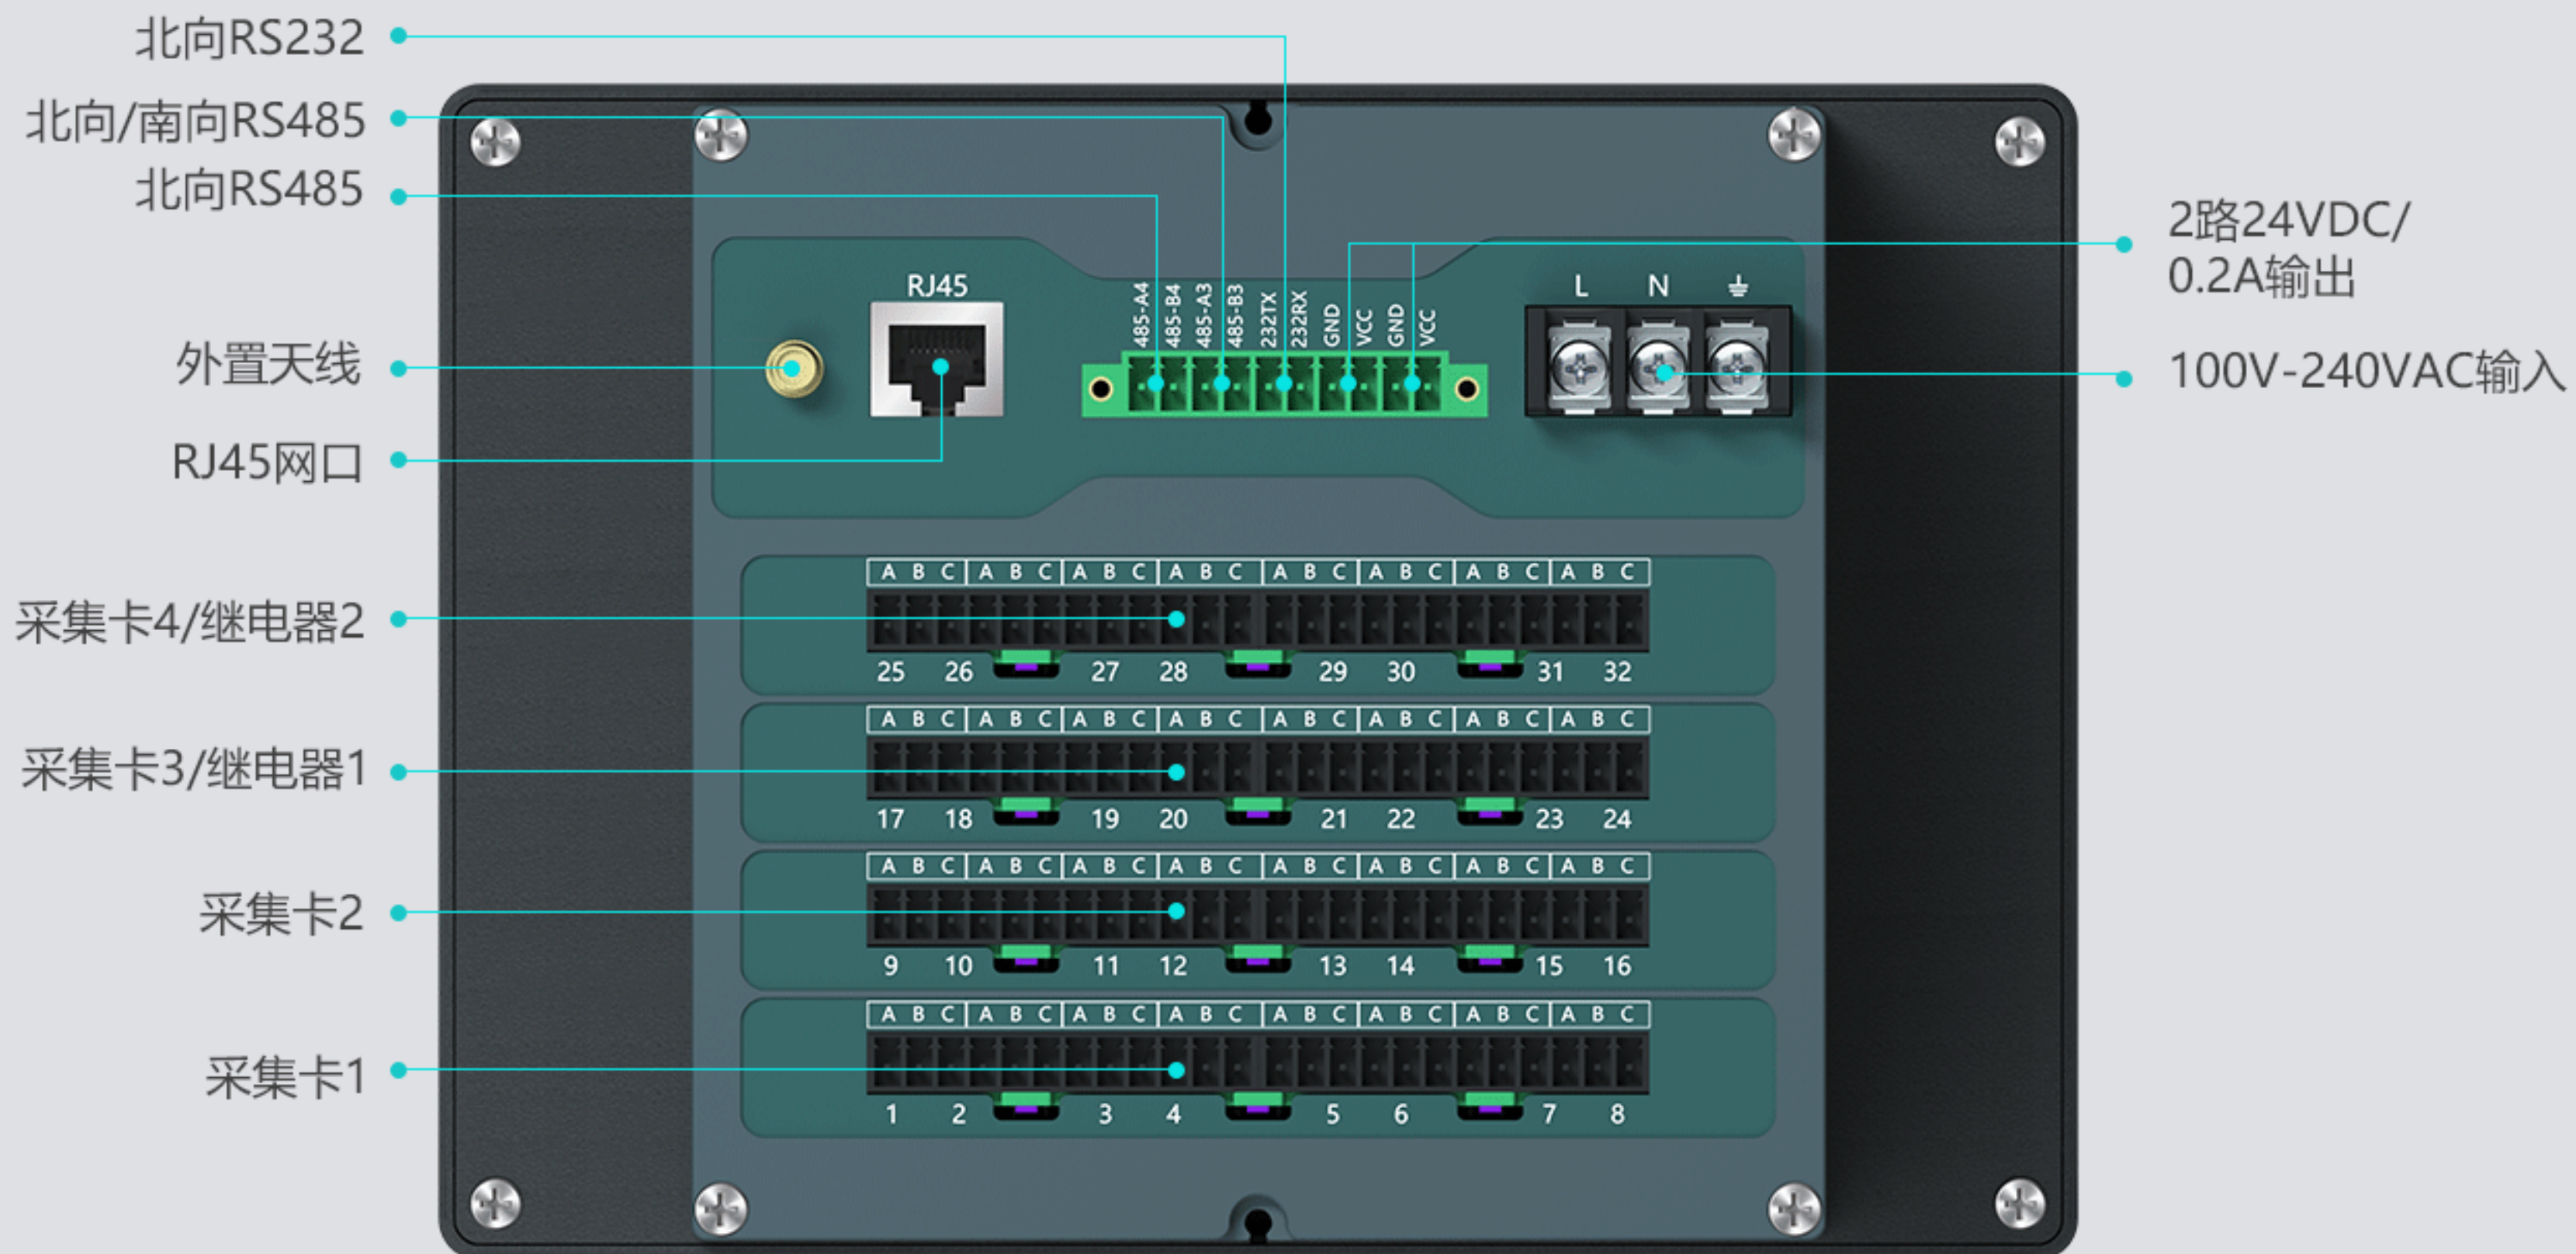 北向RS232
北向/南向RS485
北向RS485
2路24VDC/
0.2A输出
RJ45
485-A4
485-B4
485-A3
485-B3
232TX
232RX
GND
VCC
GND
VCC
L N ⏚
外置天线
100V-240VAC输入
RJ45网口
A B C A B C A B C A B C A B C A B C A B C A B C
采集卡4/继电器2
25 26 27 28 29 30 31 32
A B C A B C A B C A B C A B C A B C A B C A B C
采集卡3/继电器1
17 18 19 20 21 22 23 24
A B C A B C A B C A B C A B C A B C A B C A B C
采集卡2
9 10 11 12 13 14 15 16
A B C A B C A B C A B C A B C A B C A B C A B C
采集卡1
1 2 3 4 5 6 7 8